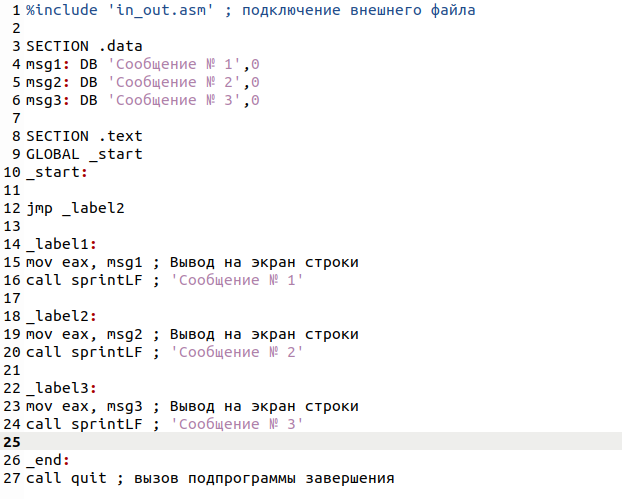 1 %include 'in_out.asm' ; подключение внешнего файла
2
3 SECTION .data
4 msg1: DB 'Сообщение № 1',0
5 msg2: DB 'Сообщение № 2',0
6 msg3: DB 'Сообщение № 3',0
7
8 SECTION .text
9 GLOBAL _start
10 _start:
11
12 jmp _label2
13
14 _label1:
15 mov eax, msg1 ; Вывод на экран строки
16 call sprintLF ; 'Сообщение № 1'
17
18 _label2:
19 mov eax, msg2 ; Вывод на экран строки
20 call sprintLF ; 'Сообщение № 2'
21
22 _label3:
23 mov eax, msg3 ; Вывод на экран строки
24 call sprintLF ; 'Сообщение № 3'
25
26 _end:
27 call quit ; вызов подпрограммы завершения